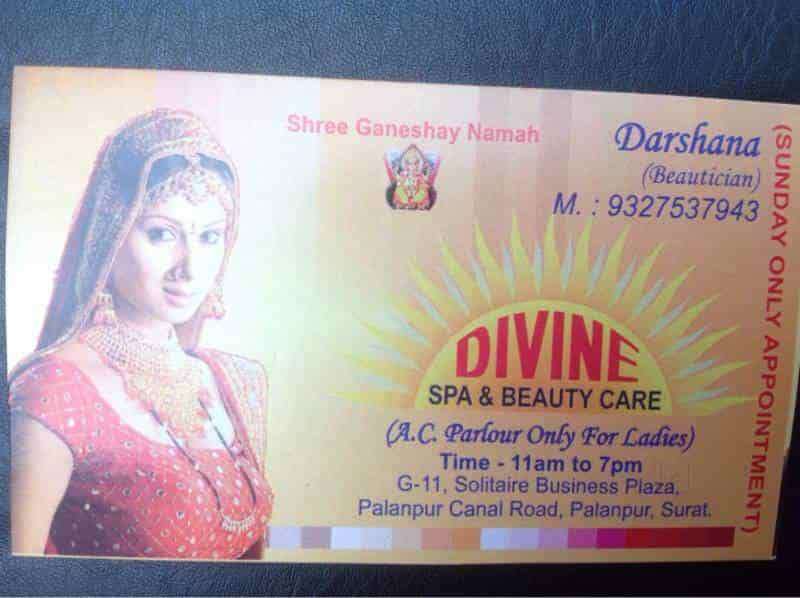 Shree Ganeshay Namah
Darshana
(Beautician)
M. : 9327537943
(SUNDAY ONLY APPOINTMENT)
DIVINE
SPA & BEAUTY CARE
(A.C. Parlour Only For Ladies)
Time - 11am to 7pm
G-11, Solitaire Business Plaza,
Palanpur Canal Road, Palanpur, Surat.